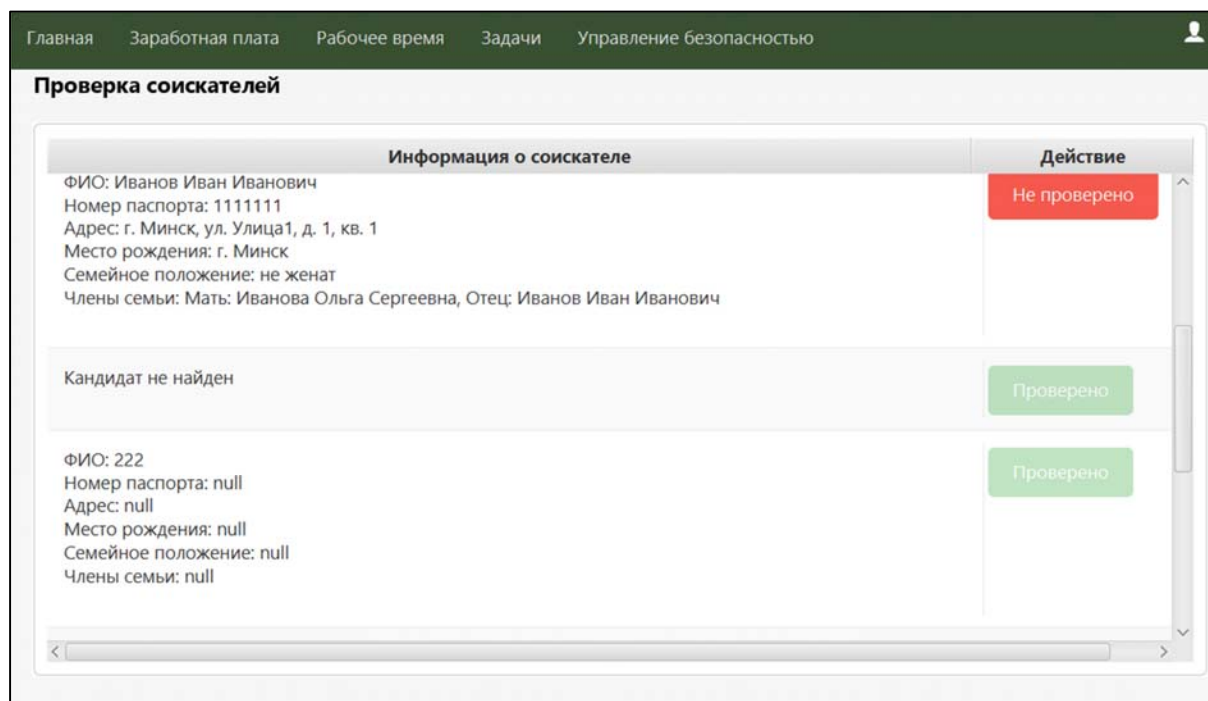 Главная Заработная плата Рабочее время Задачи Управление безопасностью
Проверка соискателей
Информация о соискателе Действие
ФИО: Иванов Иван Иванович
Не проверено
Номер паспорта: 1111111
Адрес: г. Минск, ул. Улица1, д. 1, кв. 1
Место рождения: г. Минск
Семейное положение: не женат
Члены семьи: Мать: Иванова Ольга Сергеевна, Отец: Иванов Иван Иванович
Кандидат не найден
Проверено
ФИО: 222
Проверено
Номер паспорта: null
Адрес: null
Место рождения: null
Семейное положение: null
Члены семьи: null